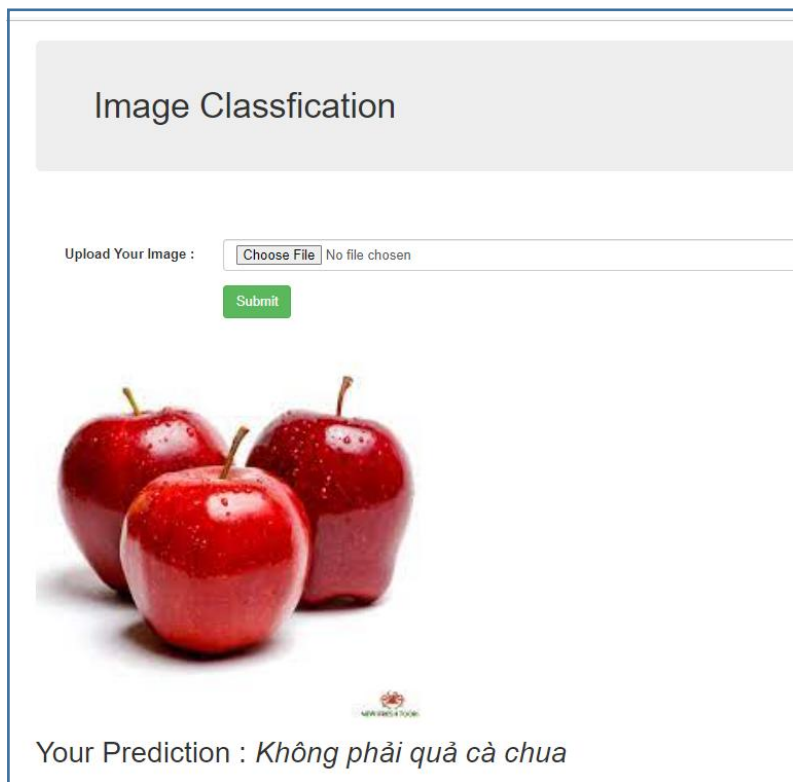 Image Classfication
Upload Your Image :
Choose File No file chosen
Submit
Your Prediction : Không phải quả cà chua